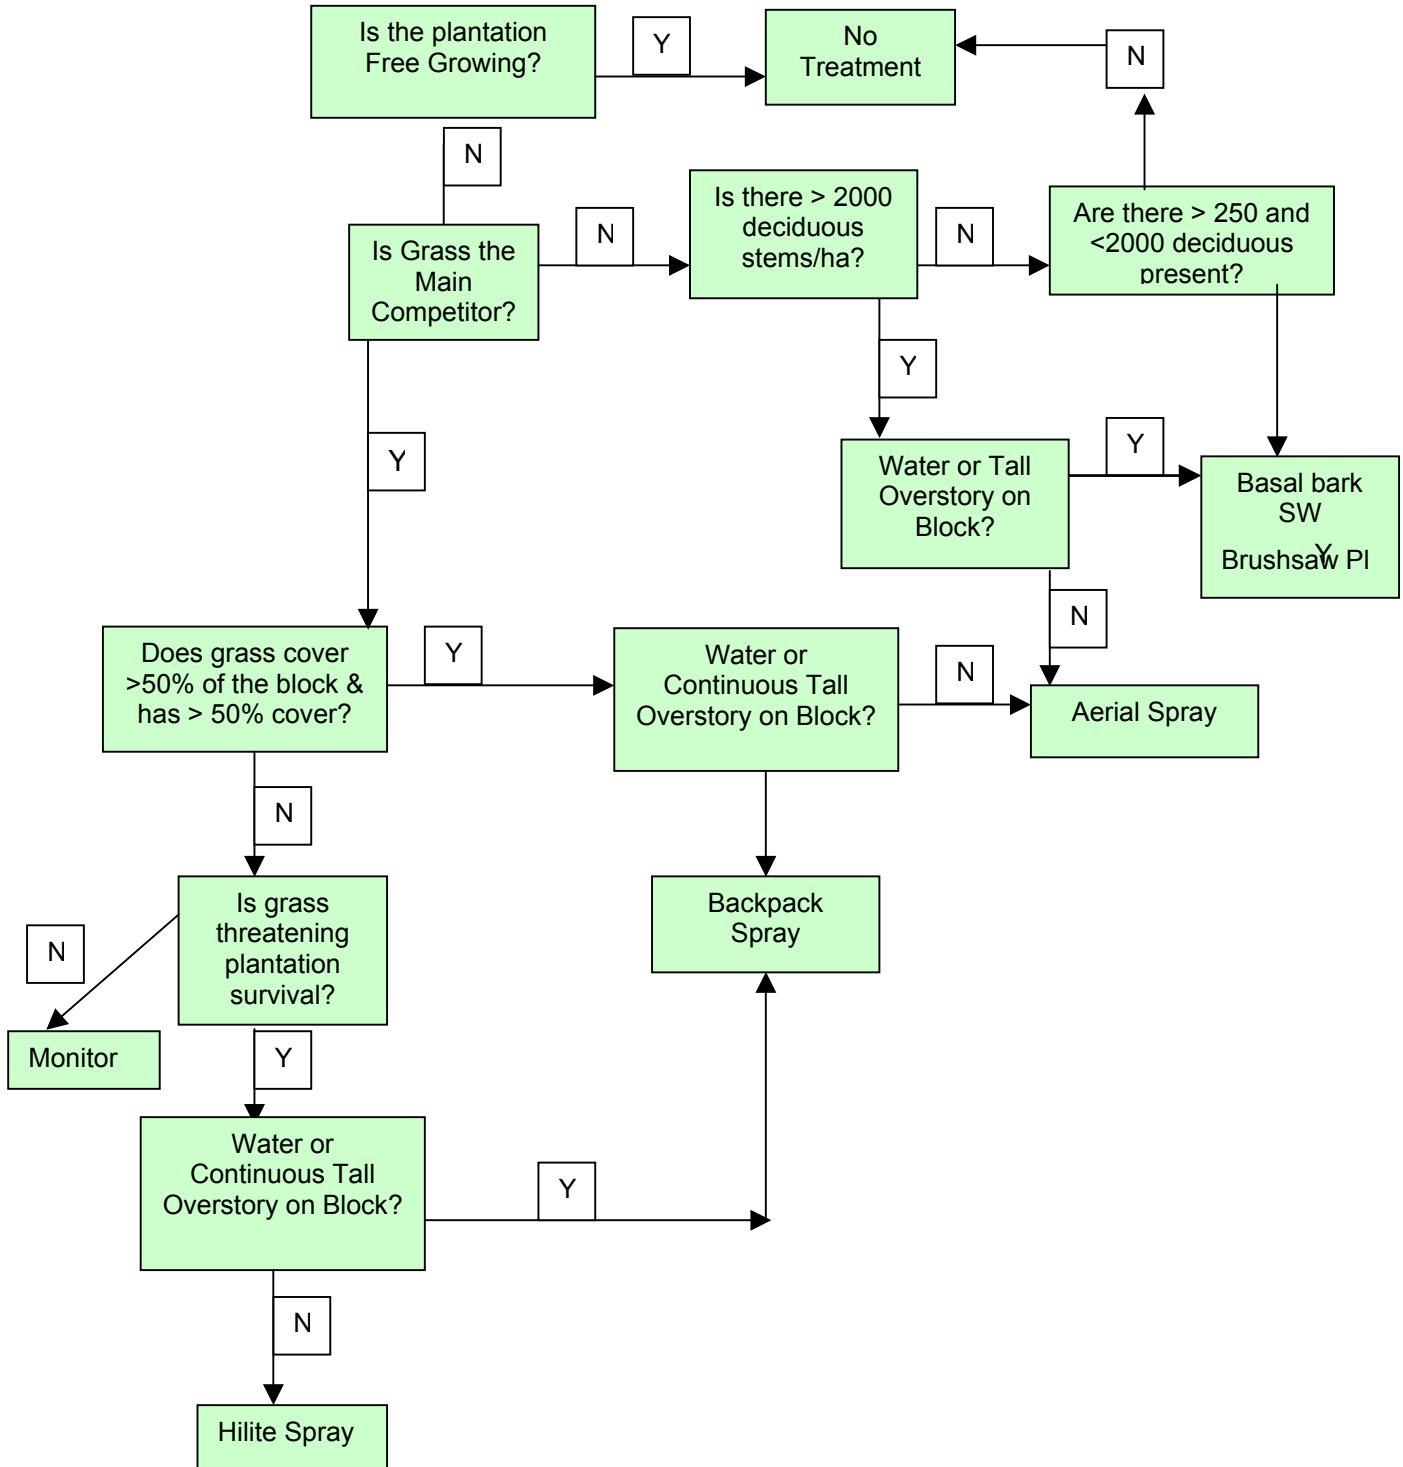 Is the plantation
Free Growing?
Y
No
Treatment
N
N
Is Grass the
Main
Competitor?
N
Is there > 2000
deciduous
stems/ha?
N
Are there > 250 and
<2000 deciduous
present?
Y
Y
Water or Tall
Overstory on
Block?
Y
Basal bark
SW
Y
Brushsaw Pl
N
Does grass cover
>50% of the block &
has > 50% cover?
Y
Water or
Continuous Tall
Overstory on Block?
N
Aerial Spray
N
Is grass
threatening
plantation
survival?
N
Monitor
Y
Backpack
Spray
Water or
Continuous Tall
Overstory on Block?
Y
N
Hilite Spray